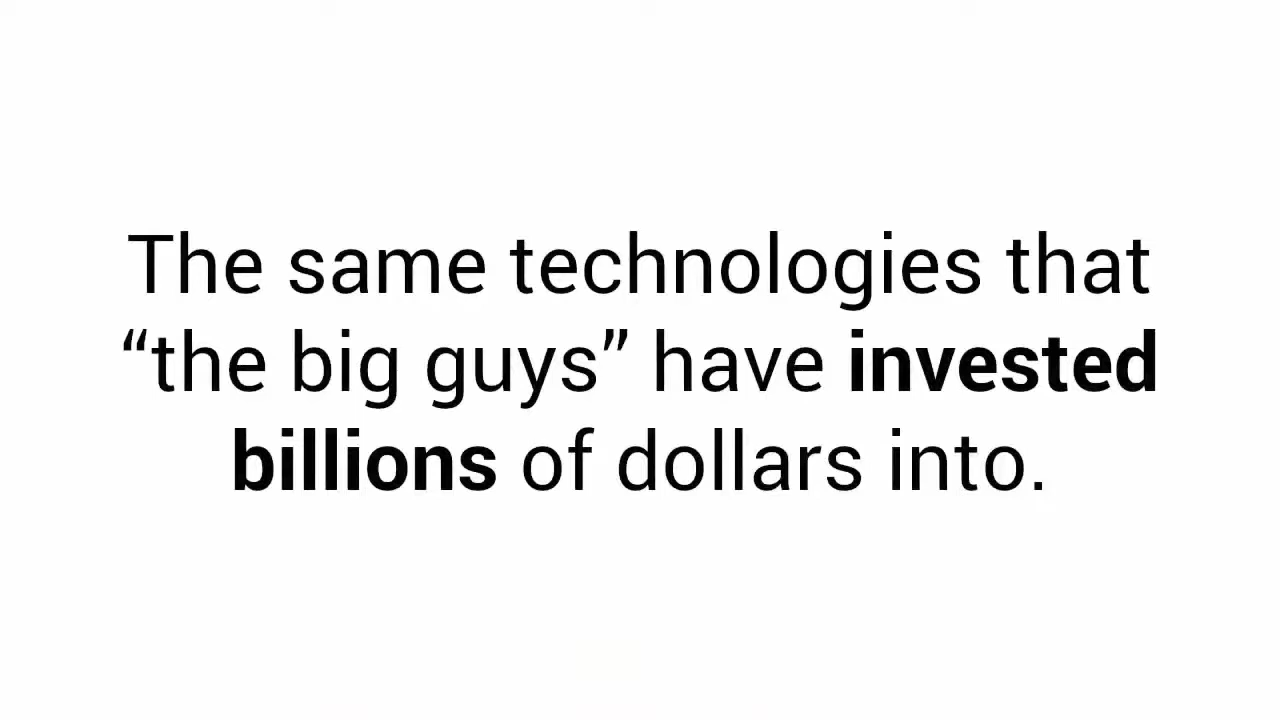 The same technologies that
“the big guys” have invested
billions of dollars into.